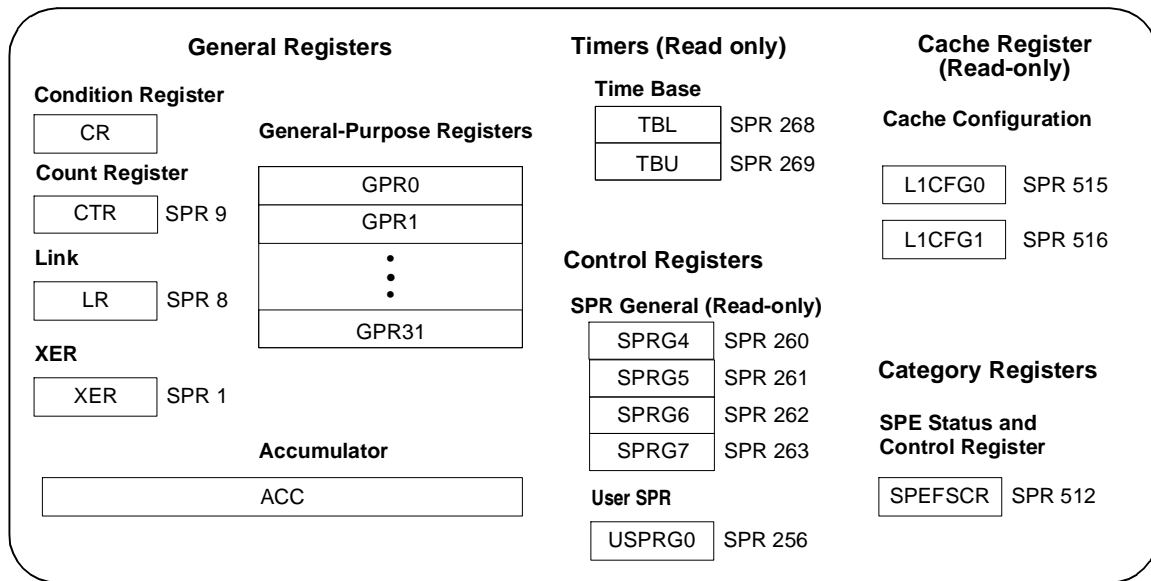 General Registers
Condition Register
CR
Count Register
CTR SPR 9
Link
LR SPR 8
XER
XER SPR 1
General-Purpose Registers
GPR0
GPR1
GPR31
Accumulator
ACC
Timers (Read only)
Time Base
TBL SPR 268
TBU SPR 269
Control Registers
SPR General (Read-only)
SPRG4 SPR 260
SPRG5 SPR 261
SPRG6 SPR 262
SPRG7 SPR 263
User SPR
USPRG0 SPR 256
Cache Register
(Read-only)
Cache Configuration
L1CFG0 SPR 515
L1CFG1 SPR 516
Category Registers
SPE Status and
Control Register
SPEFSCR SPR 512